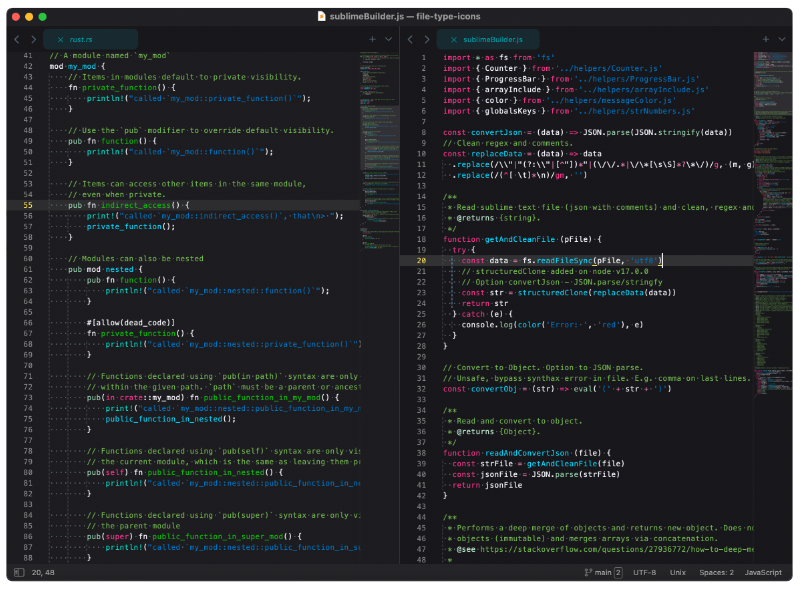 sublimeBuilder.js — file-type-icons
rust.rs
41 // A module named `my_mod`
42 mod my_mod {
43 // Items in modules default to private visibility.
44 fn private_function() {
45 println!("called `my_mod::private_function()`");
46 }
47
48 // Use the `pub` modifier to override default visibility.
49 pub fn function() {
50 println!("called `my_mod::function()`");
51 }
52
53 // Items can access other items in the same module,
54 // even when private.
55 pub fn indirect_access() {
56 print!("called `my_mod::indirect_access()`, that\n> ");
57 private_function();
58 }
59
60 // Modules can also be nested
61 pub mod nested {
62 pub fn function() {
63 println!("called `my_mod::nested::function()`");
64 }
65
66 #[allow(dead_code)]
67 fn private_function() {
68 println!("called `my_mod::nested::private_function()`")
69 }
70
71 // Functions declared using `pub(in path)` syntax are only
72 // within the given path. `path` must be a parent or ancest
73 pub(in crate::my_mod) fn public_function_in_my_mod() {
74 print!("called `my_mod::nested::public_function_in_my_m
75 public_function_in_nested();
76 }
77
78 // Functions declared using `pub(self)` syntax are only vis
79 // the current module, which is the same as leaving them pr
80 pub(self) fn public_function_in_nested() {
81 println!("called `my_mod::nested::public_function_in_ne
82 }
83
84 // Functions declared using `pub(super)` syntax are only vi
85 // the parent module
86 pub(super) fn public_function_in_super_mod() {
87 println!("called `my_mod::nested::public_function_in_su
88 }
sublimeBuilder.js
1 import * as fs from 'fs'
2 import { Counter } from '../helpers/Counter.js'
3 import { ProgressBar } from '../helpers/ProgressBar.js'
4 import { arrayInclude } from '../helpers/arrayInclude.js'
5 import { color } from '../helpers/messageColor.js'
6 import { globalsKeys } from '../helpers/strNumbers.js'
7
8 const convertJson = (data) => JSON.parse(JSON.stringify(data))
9 // Clean regex and comments.
10 const replaceData = (data) => data
11 .replace(/\\"|"(?:\\"|[^"])*"|(\/\/.*|\/\*[\s\S]*?\*\/)/g, (m, g)
12 .replace(/(^[ \t]*\n)/gm, '')
13
14 /**
15 * Read sublime text file (json with comments) and clean, regex and
16 * @returns {string}.
17 */
18 function getAndCleanFile (pFile) {
19 try {
20 const data = fs.readFileSync(pFile, 'utf8')
21 // structuredClone added on node v17.0.0
22 // Option convertJson ~ JSON.parse/stringfy
23 const str = structuredClone(replaceData(data))
24 return str
25 } catch (e) {
26 console.log(color('Error: ', 'red'), e)
27 }
28 }
29
30 // Convert to Object. Option to JSON parse.
31 // Unsafe, bypass synthax error in file. E.g. comma on last lines.
32 const convertObj = (str) => eval('(' + str + ')')
33
34 /**
35 * Read and convert to object.
36 * @returns {Object}.
37 */
38 function readAndConvertJson (file) {
39 const strFile = getAndCleanFile(file)
40 const jsonFile = JSON.parse(strFile)
41 return jsonFile
42 }
43
44 /**
45 * Performs a deep merge of objects and returns new object. Does no
46 * objects (immutable) and merges arrays via concatenation.
47 * @see https://stackoverflow.com/questions/27936772/how-to-deep-m
48 *
20, 48
main 2
UTF-8
Unix
Spaces: 2
JavaScript